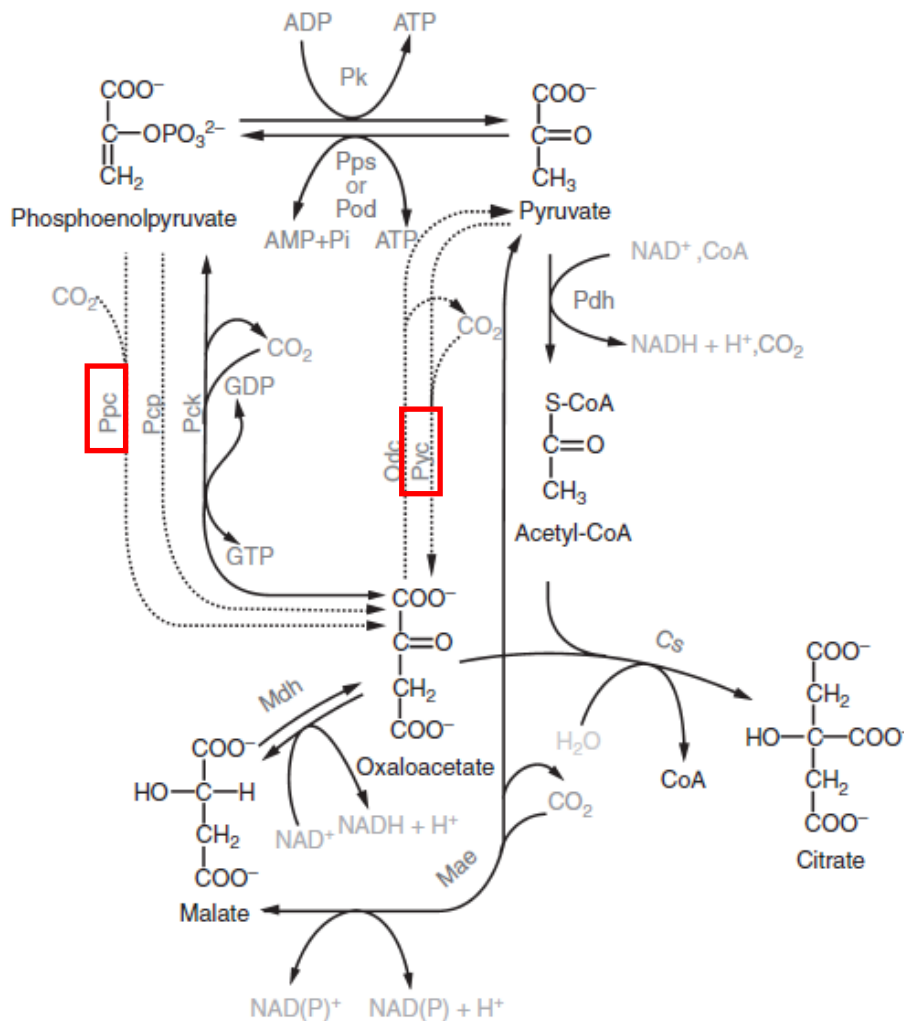 ADP
ATP
Pk
COO⁻
C—OPO₃²⁻
CH₂
Phosphoenolpyruvate
COO⁻
C=O
CH₃
Pyruvate
Pps
or
Pod
AMP+Pi
ATP
NAD⁺ ,CoA
Pdh
NADH + H⁺,CO₂
CO₂
CO₂
CO₂
GDP
Ppc
Pcp
Pck
Odc
Pyc
GTP
S-CoA
C=O
CH₃
Acetyl-CoA
COO⁻
C=O
CH₂
COO⁻
Oxaloacetate
Mdh
Cs
H₂O
CoA
COO⁻
CH₂
HO—C—COO⁻
CH₂
COO⁻
Citrate
COO⁻
HO—C—H
CH₂
COO⁻
Malate
NAD⁺
NADH + H⁺
CO₂
Mae
NAD(P)⁺
NAD(P) + H⁺